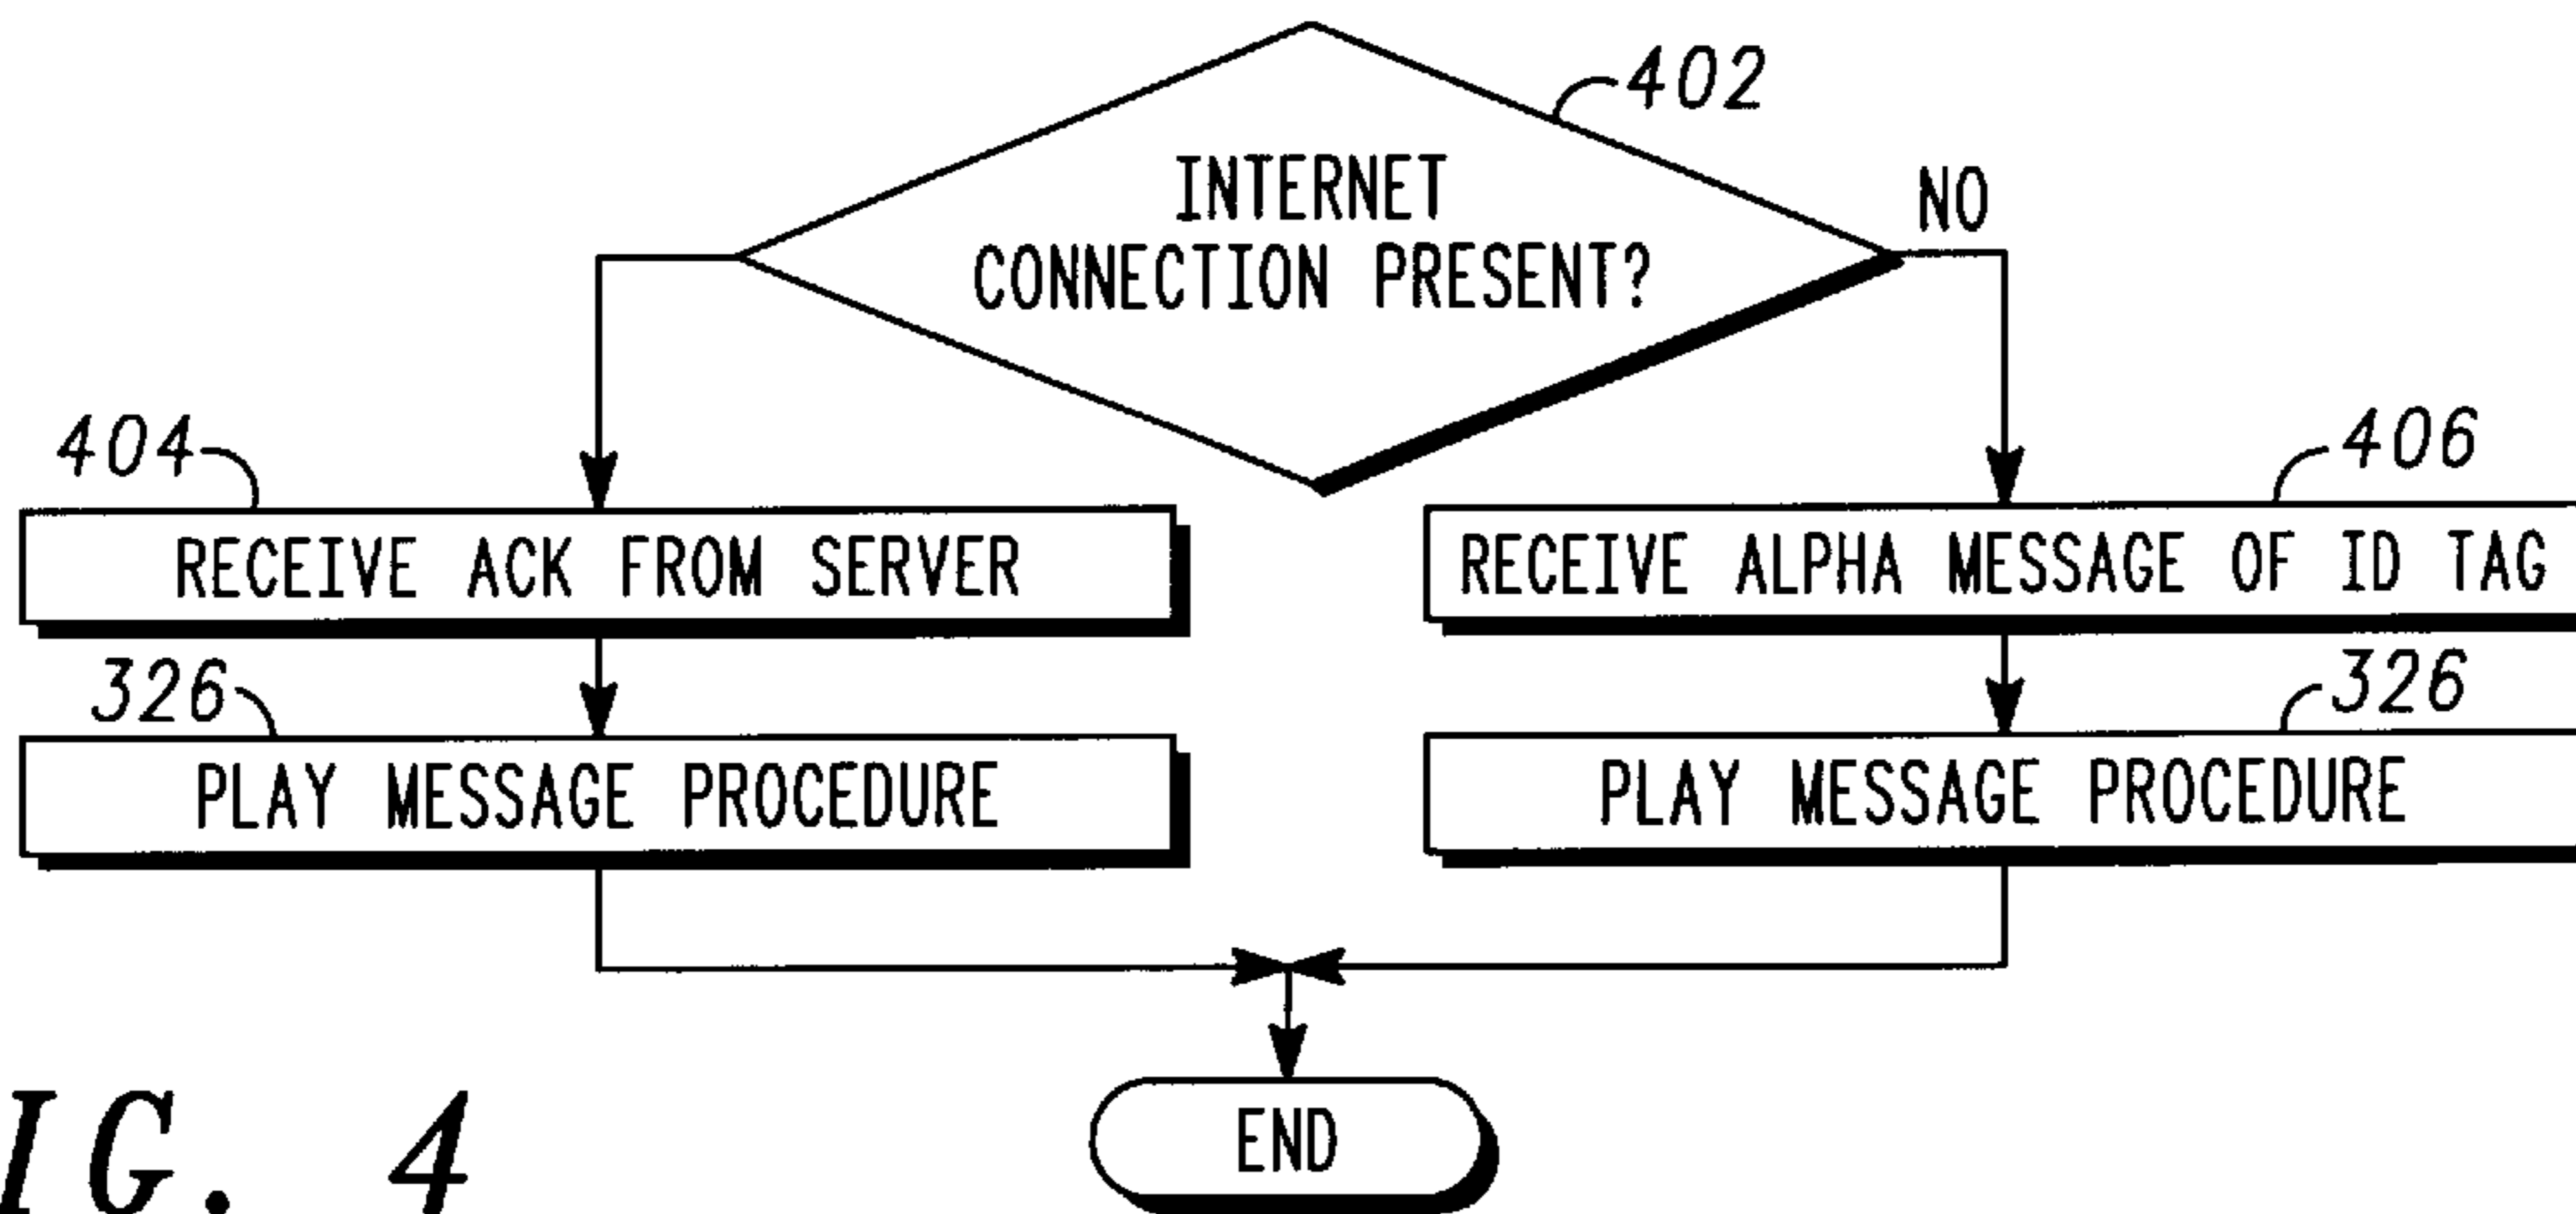 402
INTERNET
CONNECTION PRESENT?
NO
404
406
RECEIVE ACK FROM SERVER
RECEIVE ALPHA MESSAGE OF ID TAG
326
326
PLAY MESSAGE PROCEDURE
PLAY MESSAGE PROCEDURE
END
IG. 4